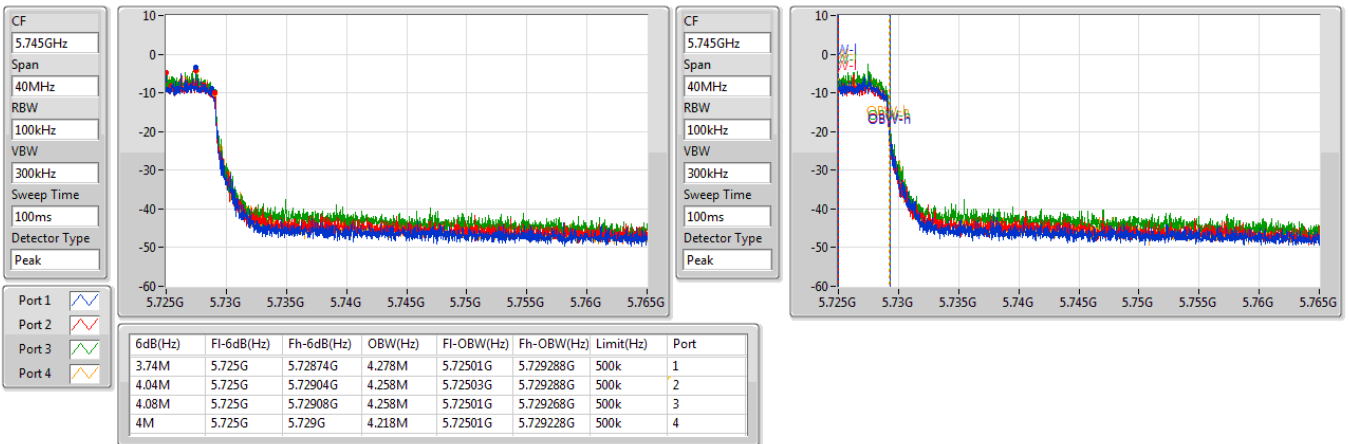 CF
5.745GHz
Span
40MHz
RBW
100kHz
VBW
300kHz
Sweep Time
100ms
Detector Type
Peak
10
0
-10
-20
-30
-40
-50
-60
5.725G 5.73G 5.735G 5.74G 5.745G 5.75G 5.755G 5.76G 5.765G
CF
5.745GHz
Span
40MHz
RBW
100kHz
VBW
300kHz
Sweep Time
100ms
Detector Type
Peak
10
0
-10
-20
-30
-40
-50
-60
OBW-h
5.725G 5.73G 5.735G 5.74G 5.745G 5.75G 5.755G 5.76G 5.765G
Port 1
Port 2
Port 3
Port 4
6dB(Hz) Fl-6dB(Hz) Fh-6dB(Hz) OBW(Hz) Fl-OBW(Hz) Fh-OBW(Hz) Limit(Hz) Port
3.74M 5.725G 5.72874G 4.278M 5.72501G 5.729288G 500k 1
4.04M 5.725G 5.72904G 4.258M 5.72503G 5.729288G 500k 2
4.08M 5.725G 5.72908G 4.258M 5.72501G 5.729268G 500k 3
4M 5.725G 5.729G 4.218M 5.72501G 5.729228G 500k 4